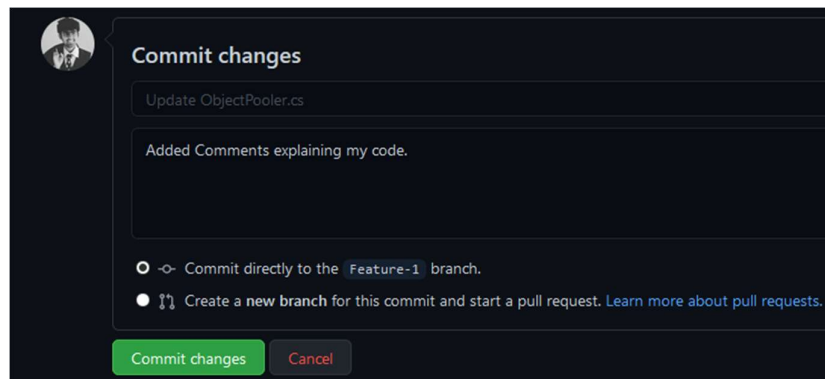 Commit changes
Update ObjectPooler.cs
Added Comments explaining my code.
Commit directly to the Feature-1 branch.
Create a new branch for this commit and start a pull request. Learn more about pull requests.
Commit changes Cancel